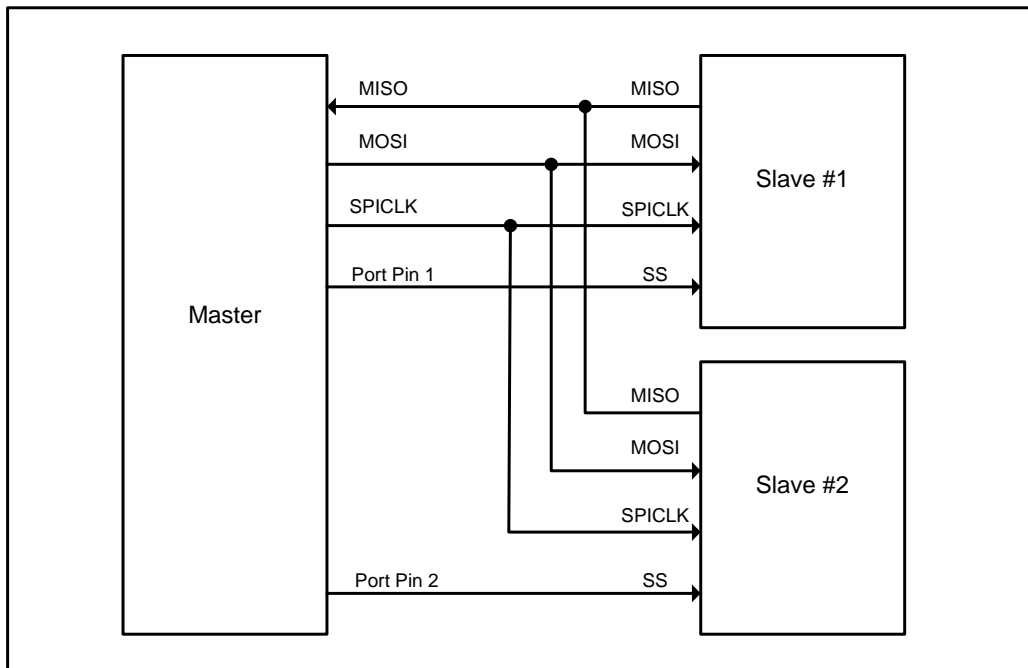 MISO MISO
MOSI MOSI
Slave #1
SPICLK SPICLK
Port Pin 1 SS
Master
MISO
MOSI
Slave #2
SPICLK
Port Pin 2 SS